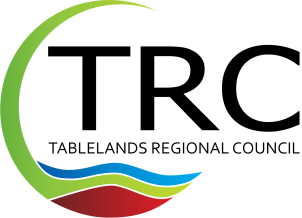 TRC
TABLELANDS REGIONAL COUNCIL